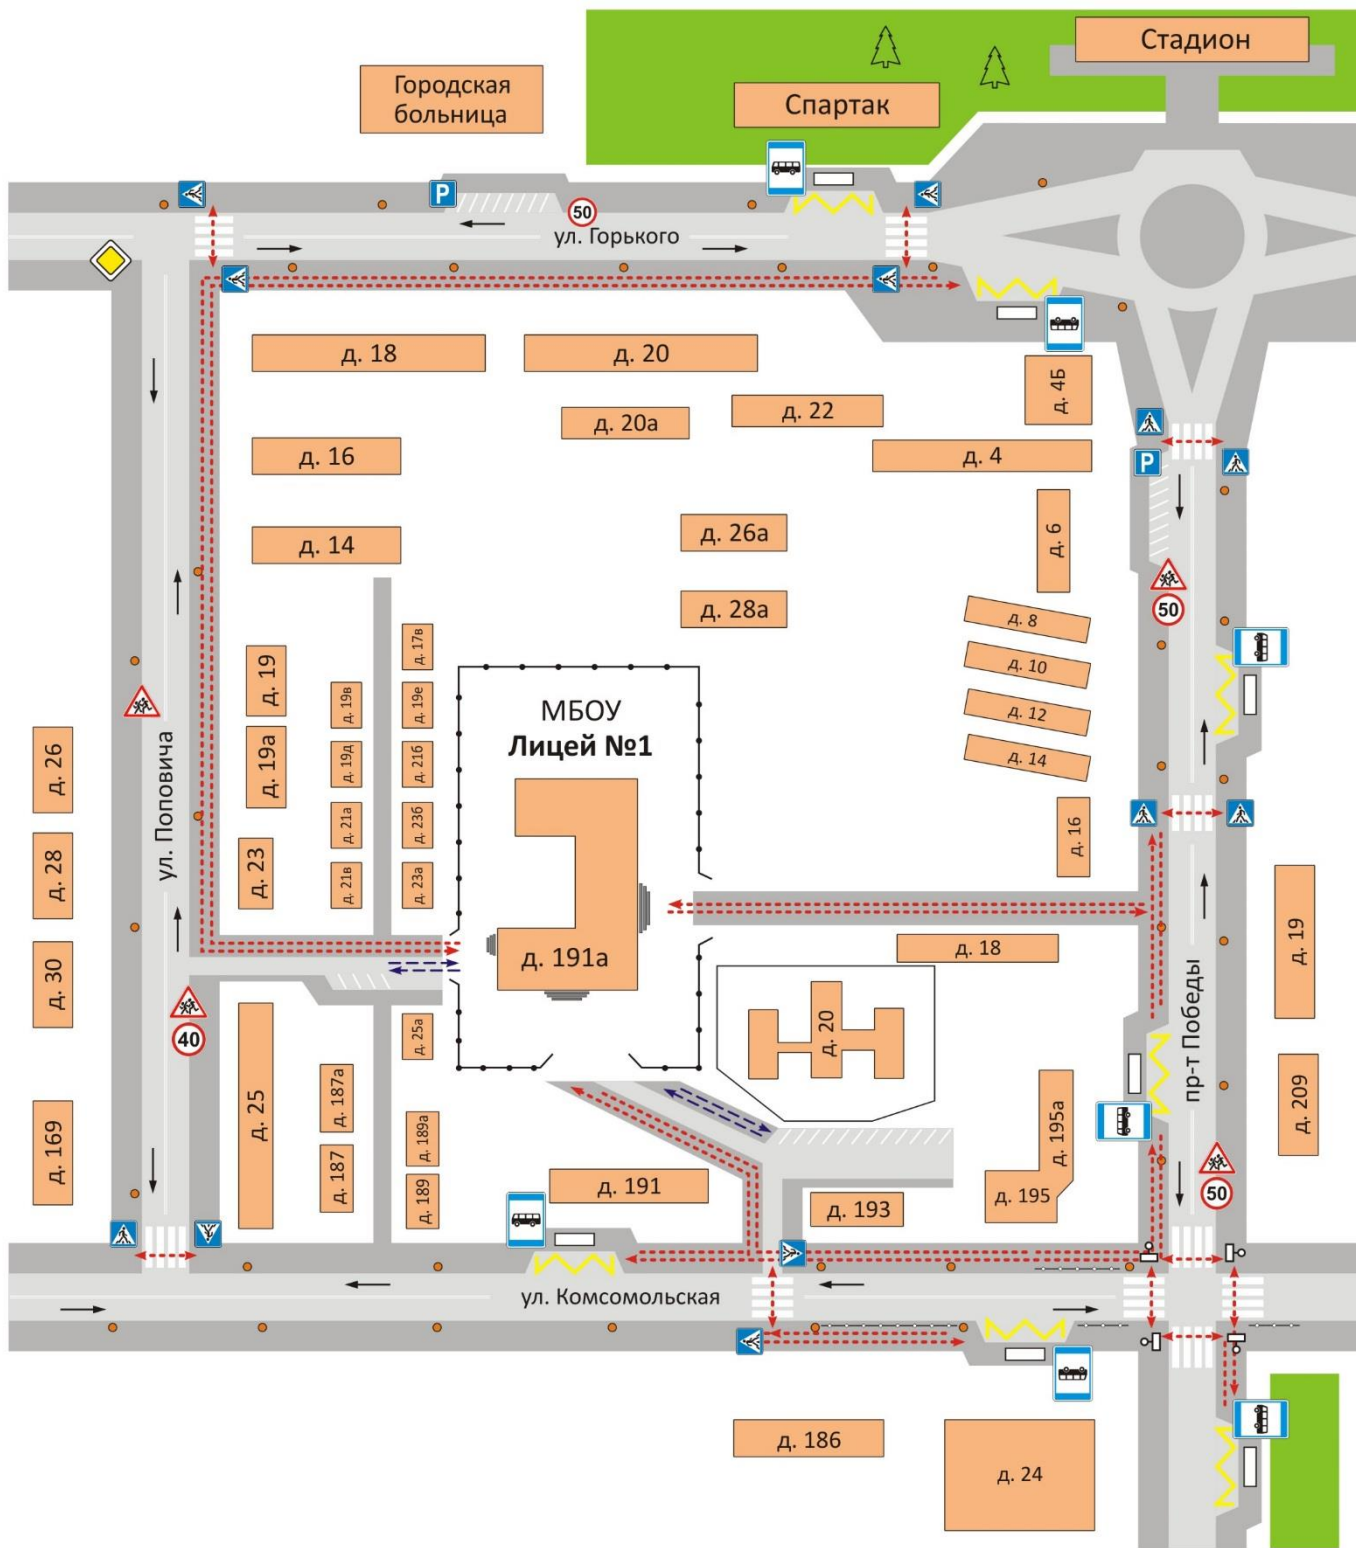 Стадион
Городская
больница
Спартак
P
50
ул. Горького
д. 18
д. 20
д. 4Б
д. 20а
д. 22
д. 16
д. 4
P
д. 14
д. 26а
д. 6
50
д. 28а
д. 8
д. 17в
д. 10
д. 19
д. 19в
д. 19е
МБОУ
Лицей №1
д. 12
д. 26
ул. Поповича
д. 19а
д. 19д
д. 21б
д. 14
д. 28
д. 23
д. 21а
д. 23б
д. 16
д. 21в
д. 23а
д. 19
д. 30
д. 191а
д. 18
40
д. 25а
д. 20
пр-т Победы
д. 25
д. 187а
д. 195а
д. 209
д. 169
д. 189а
д. 187
д. 189
д. 191
д. 193
д. 195
50
ул. Комсомольская
д. 186
д. 24